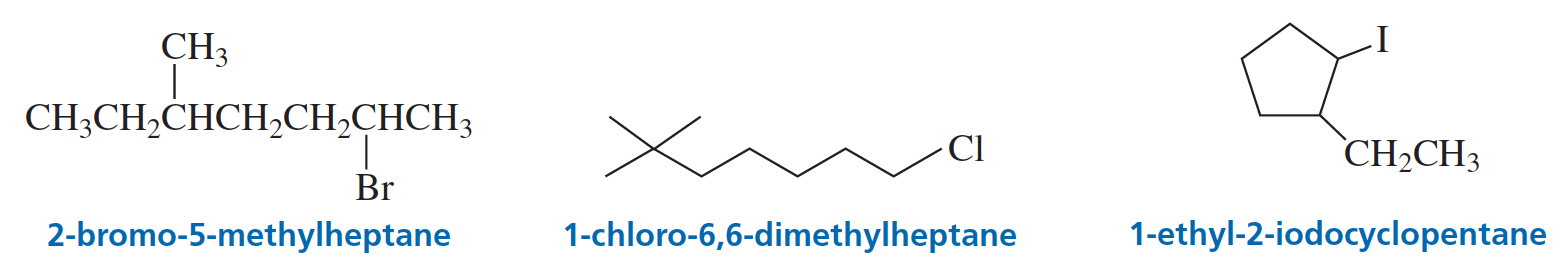 CH₃
CH₃CH₂CHCH₂CH₂CHCH₃
Br
2-bromo-5-methylheptane
Cl
1-chloro-6,6-dimethylheptane
I
CH₂CH₃
1-ethyl-2-iodocyclopentane